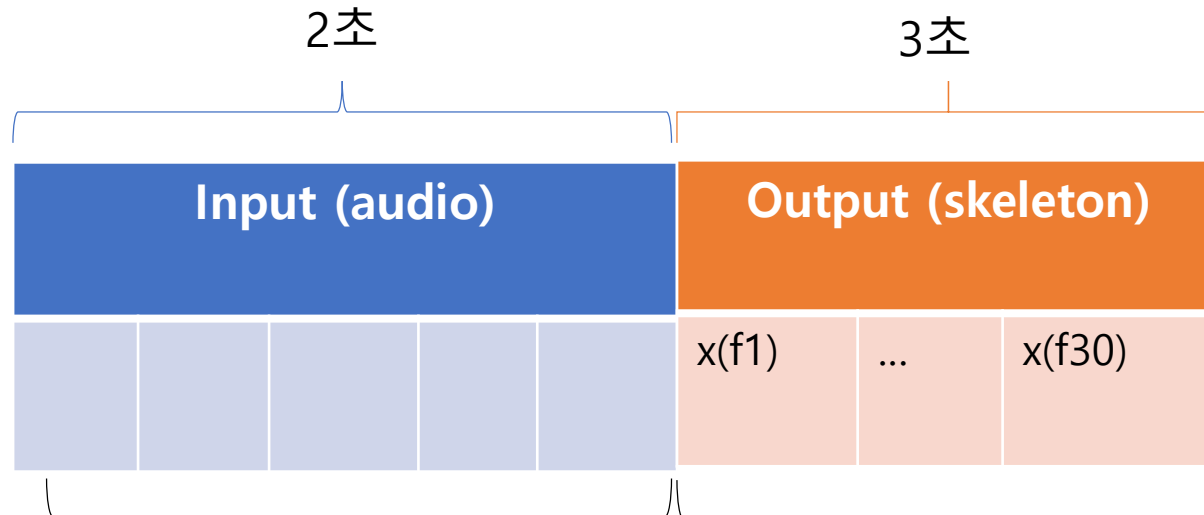 2초
3초
Input (audio)
Output (skeleton)
x(f1)
...
x(f30)